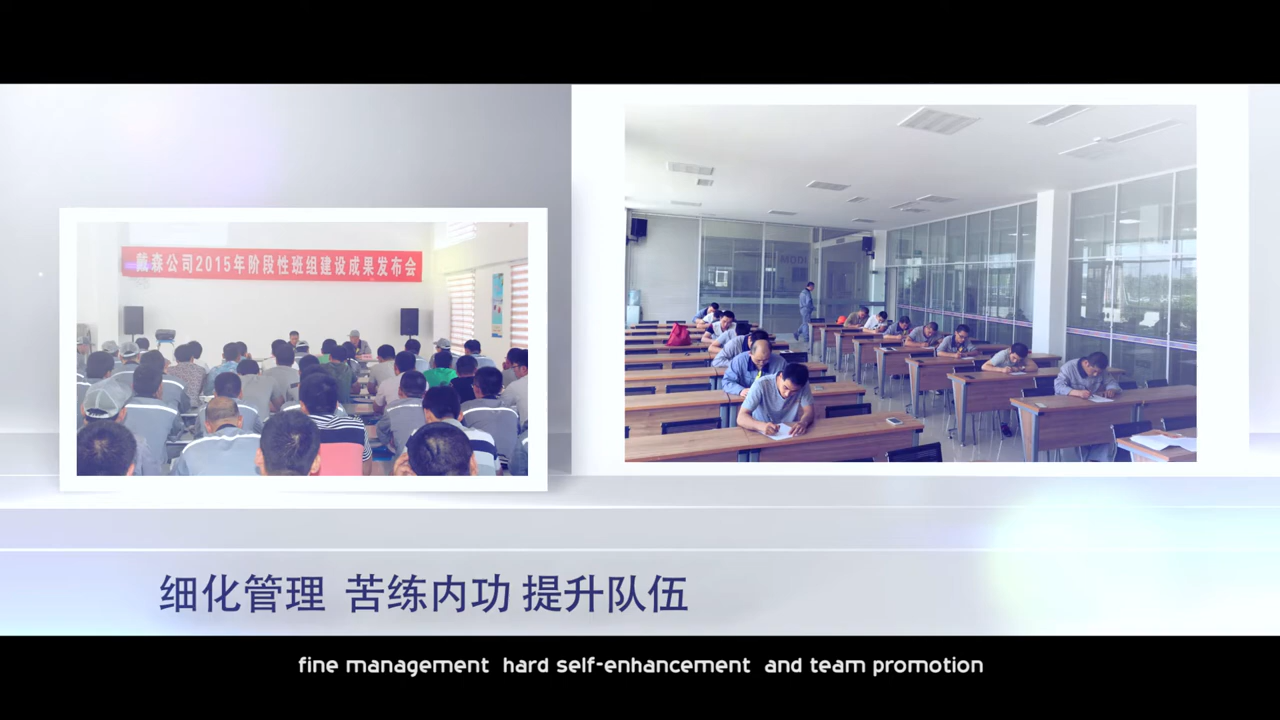 戴森公司2015年阶段性班组建设成果发布会
细化管理 苦练内功 提升队伍
fine management hard self-enhancement and team promotion